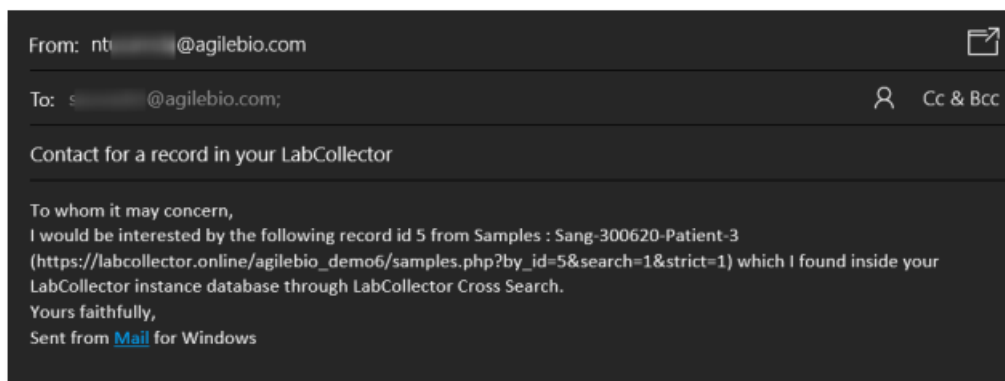 From: nt @agilebio.com
To: s @agilebio.com;
Cc & Bcc
Contact for a record in your LabCollector
To whom it may concern,
I would be interested by the following record id 5 from Samples : Sang-300620-Patient-3
(https://labcollector.online/agilebio_demo6/samples.php?by_id=5&search=1&strict=1) which I found inside your
LabCollector instance database through LabCollector Cross Search.
Yours faithfully,
Sent from Mail for Windows